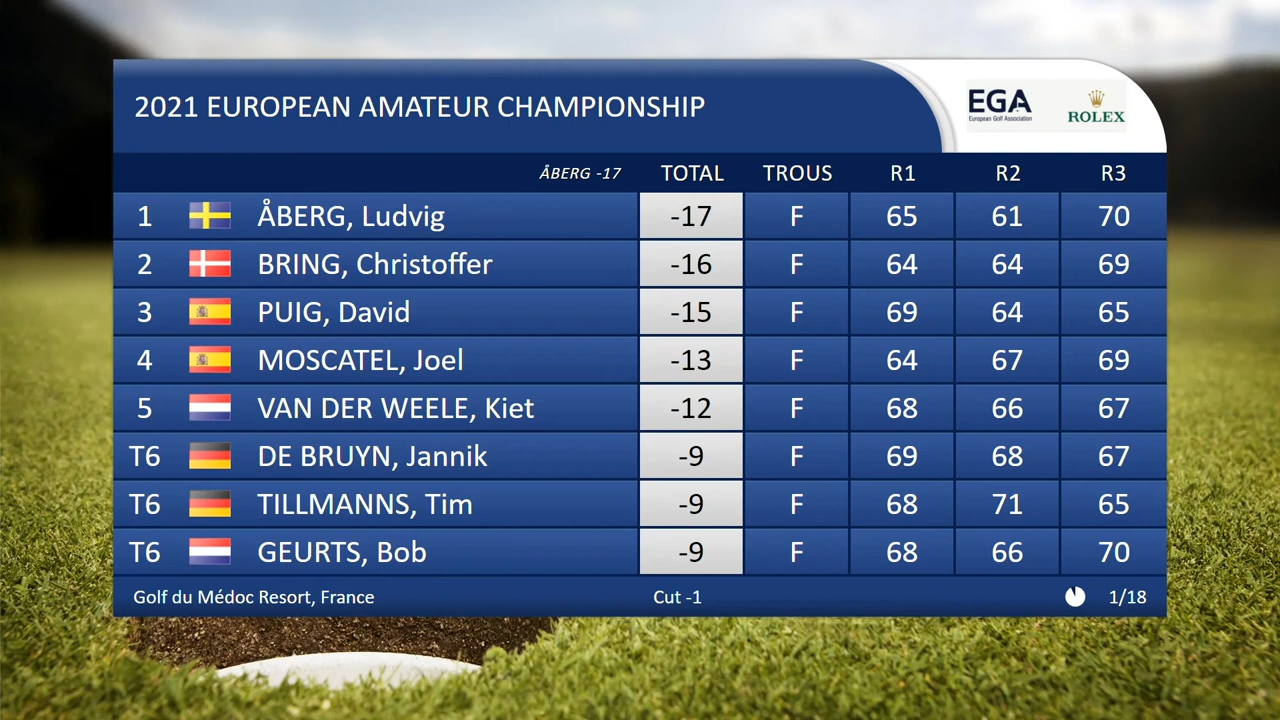 2021 EUROPEAN AMATEUR CHAMPIONSHIP
EGA
European Golf Association
ROLEX
ÅBERG -17 TOTAL TROUS R1 R2 R3
1 ÅBERG, Ludvig -17 F 65 61 70
2 BRING, Christoffer -16 F 64 64 69
3 PUIG, David -15 F 69 64 65
4 MOSCATEL, Joel -13 F 64 67 69
5 VAN DER WEELE, Kiet -12 F 68 66 67
T6 DE BRUYN, Jannik -9 F 69 68 67
T6 TILLMANNS, Tim -9 F 68 71 65
T6 GEURTS, Bob -9 F 68 66 70
Golf du Médoc Resort, France Cut -1 1/18